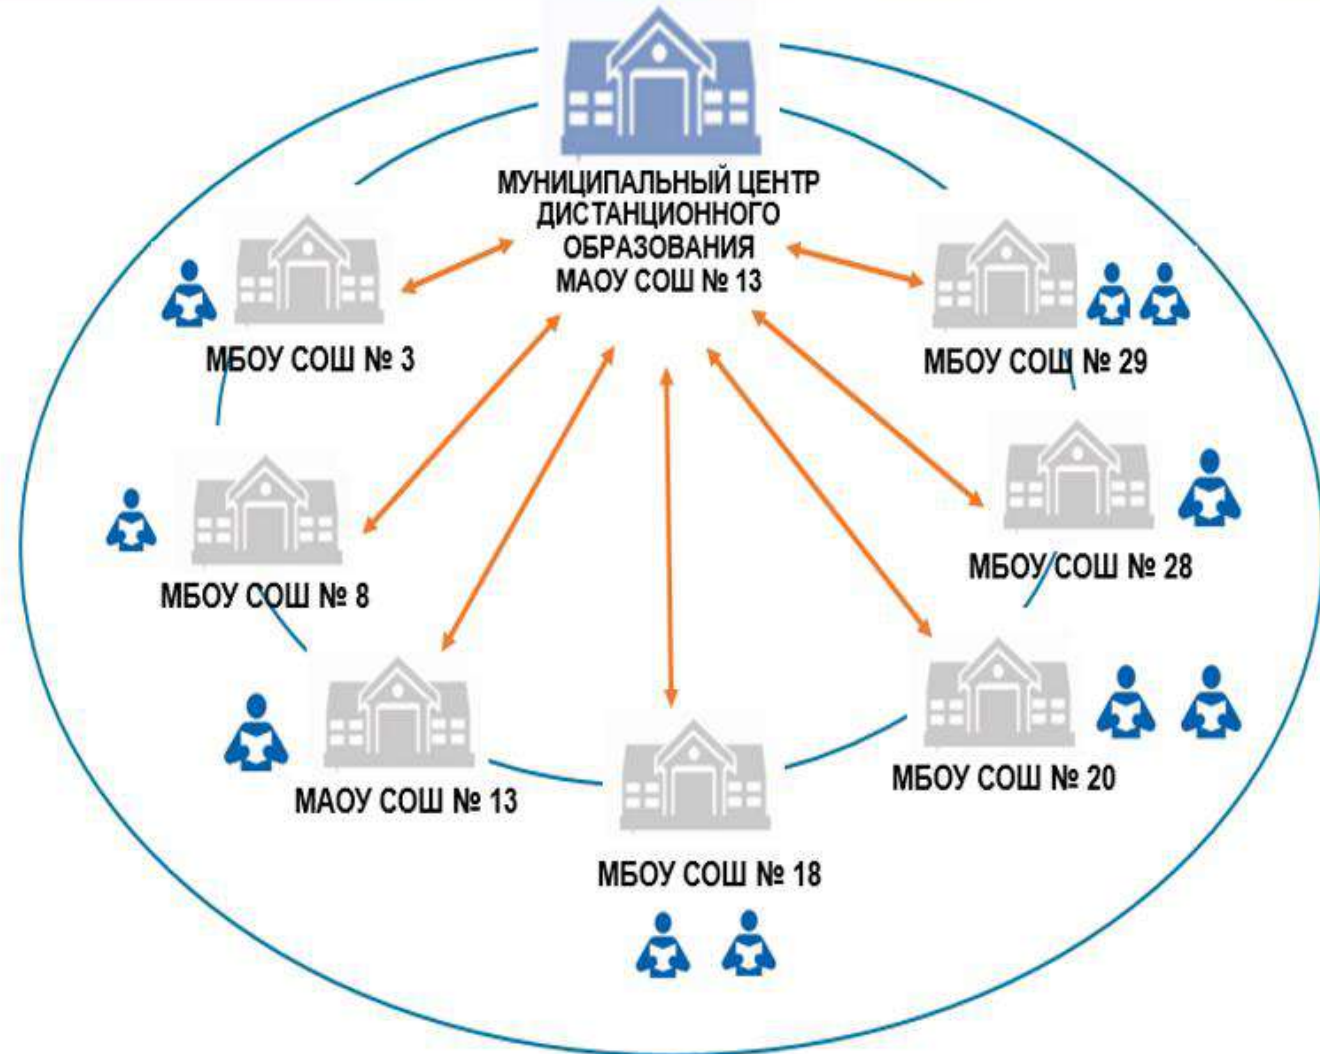 МУНИЦИПАЛЬНЫЙ ЦЕНТР
ДИСТАНЦИОННОГО
ОБРАЗОВАНИЯ
МАОУ СОШ № 13
МБОУ СОШ № 3
МБОУ СОШ № 29
МБОУ СОШ № 8
МБОУ СОШ № 28
МАОУ СОШ № 13
МБОУ СОШ № 20
МБОУ СОШ № 18